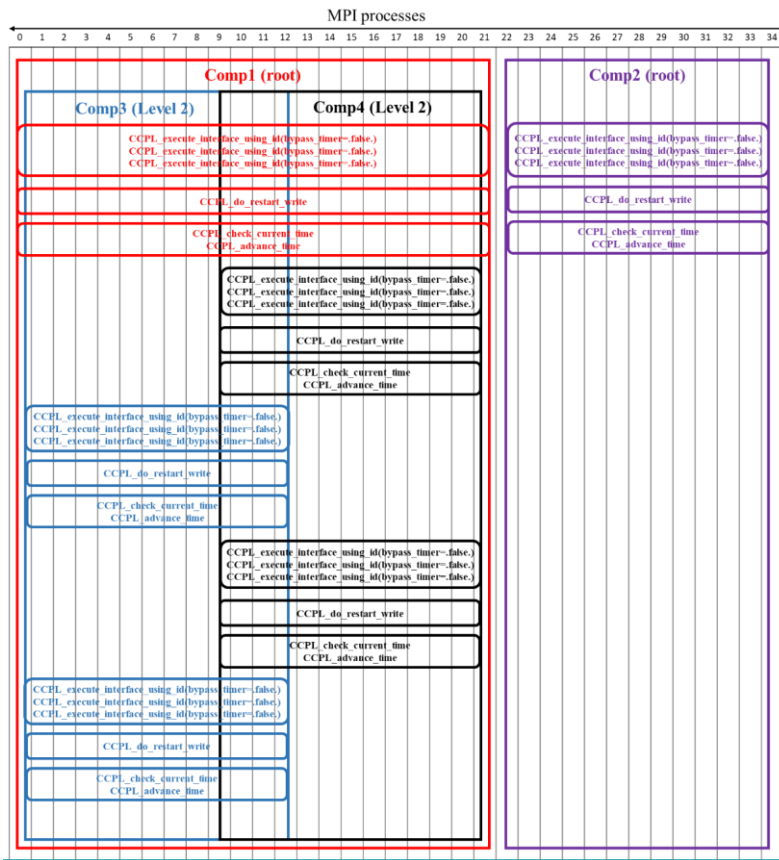 MPI processes
0 1 2 3 4 5 6 7 8 9 10 11 12 13 14 15 16 17 18 19 20 21 22 23 24 25 26 27 28 29 30 31 32 33 34
Comp1 (root)
Comp2 (root)
Comp3 (Level 2)
Comp4 (Level 2)
CCPL_execute_interface_using_id(bypass_timer=.false.)
CCPL_execute_interface_using_id(bypass_timer=.false.)
CCPL_execute_interface_using_id(bypass_timer=.false.)
CCPL_execute_interface_using_id(bypass_timer=.false.)
CCPL_execute_interface_using_id(bypass_timer=.false.)
CCPL_execute_interface_using_id(bypass_timer=.false.)
CCPL_do_restart_write
CCPL_do_restart_write
CCPL_check_current_time
CCPL_advance_time
CCPL_check_current_time
CCPL_advance_time
CCPL_execute_interface_using_id(bypass_timer=.false.)
CCPL_execute_interface_using_id(bypass_timer=.false.)
CCPL_execute_interface_using_id(bypass_timer=.false.)
CCPL_do_restart_write
CCPL_check_current_time
CCPL_advance_time
CCPL_execute_interface_using_id(bypass_timer=.false.)
CCPL_execute_interface_using_id(bypass_timer=.false.)
CCPL_execute_interface_using_id(bypass_timer=.false.)
CCPL_do_restart_write
CCPL_check_current_time
CCPL_advance_time
CCPL_execute_interface_using_id(bypass_timer=.false.)
CCPL_execute_interface_using_id(bypass_timer=.false.)
CCPL_execute_interface_using_id(bypass_timer=.false.)
CCPL_do_restart_write
CCPL_check_current_time
CCPL_advance_time
CCPL_execute_interface_using_id(bypass_timer=.false.)
CCPL_execute_interface_using_id(bypass_timer=.false.)
CCPL_execute_interface_using_id(bypass_timer=.false.)
CCPL_do_restart_write
CCPL_check_current_time
CCPL_advance_time